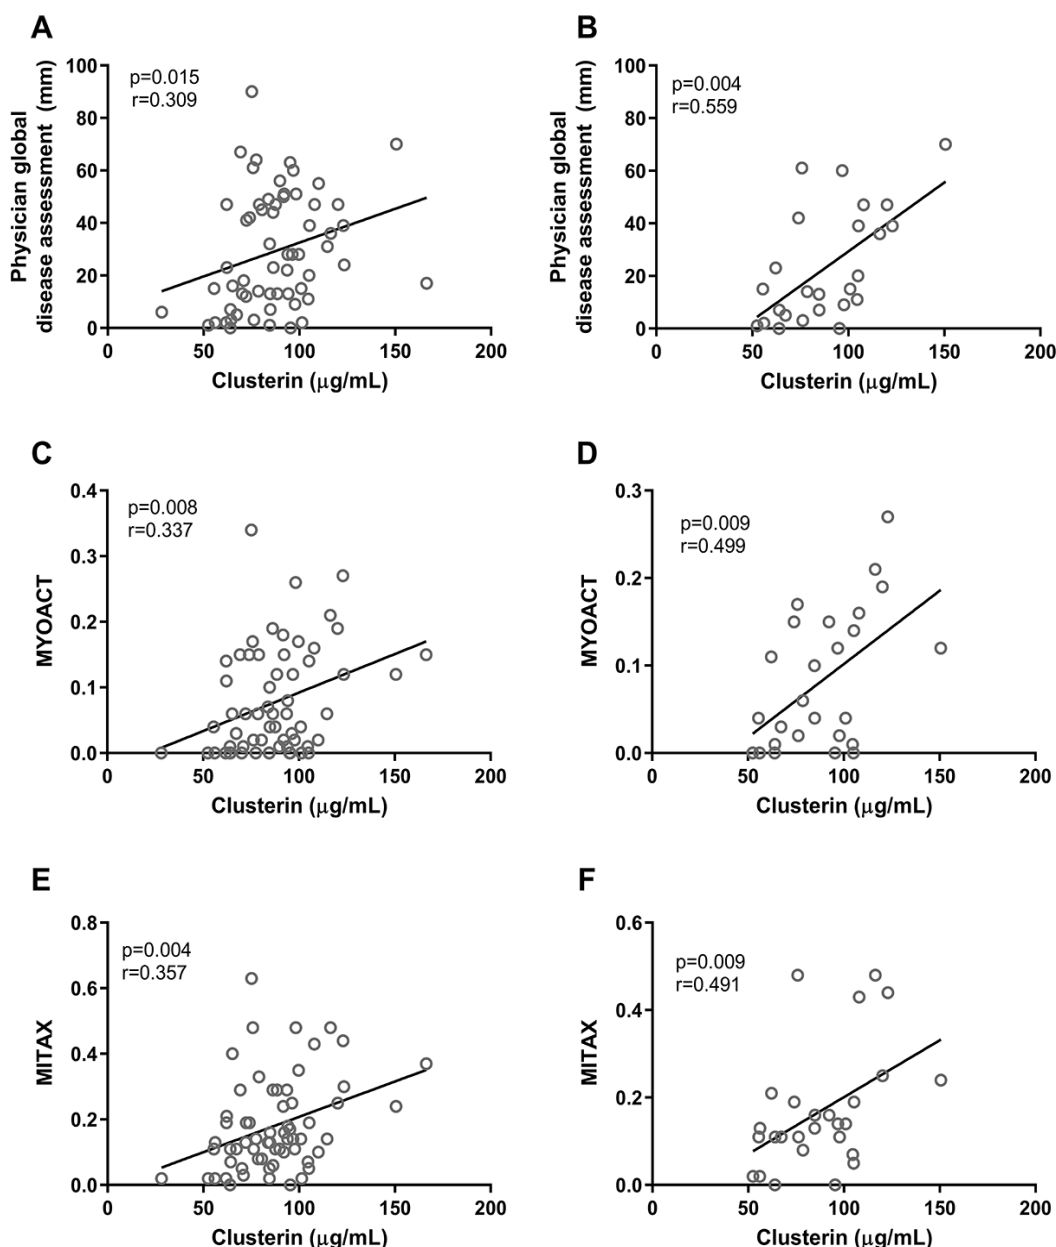 A
Physician global
disease assessment (mm)
p=0.015
r=0.309
100
80
60
40
20
0
0
50
100
150
200
Clusterin (μg/mL)
B
Physician global
disease assessment (mm)
p=0.004
r=0.559
100
80
60
40
20
0
0
50
100
150
200
Clusterin (μg/mL)
C
MYOACT
p=0.008
r=0.337
0.4
0.3
0.2
0.1
0.0
0
50
100
150
200
Clusterin (μg/mL)
D
MYOACT
p=0.009
r=0.499
0.3
0.2
0.1
0.0
0
50
100
150
200
Clusterin (μg/mL)
E
MITAX
p=0.004
r=0.357
0.8
0.6
0.4
0.2
0.0
0
50
100
150
200
Clusterin (μg/mL)
F
MITAX
p=0.009
r=0.491
0.6
0.4
0.2
0.0
0
50
100
150
200
Clusterin (μg/mL)